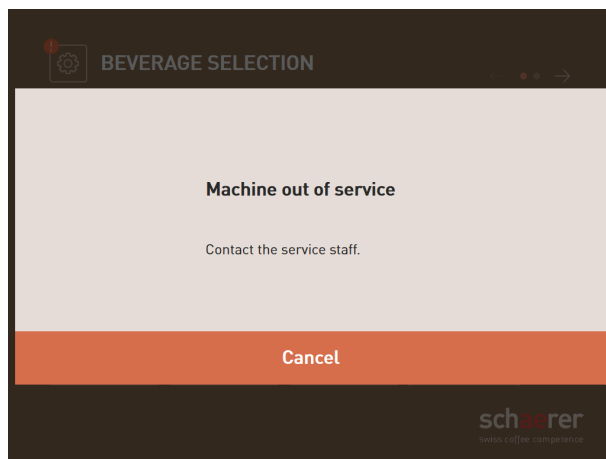 !
BEVERAGE SELECTION
Machine out of service
Contact the service staff.
Cancel
schaerer
swiss coffee competence